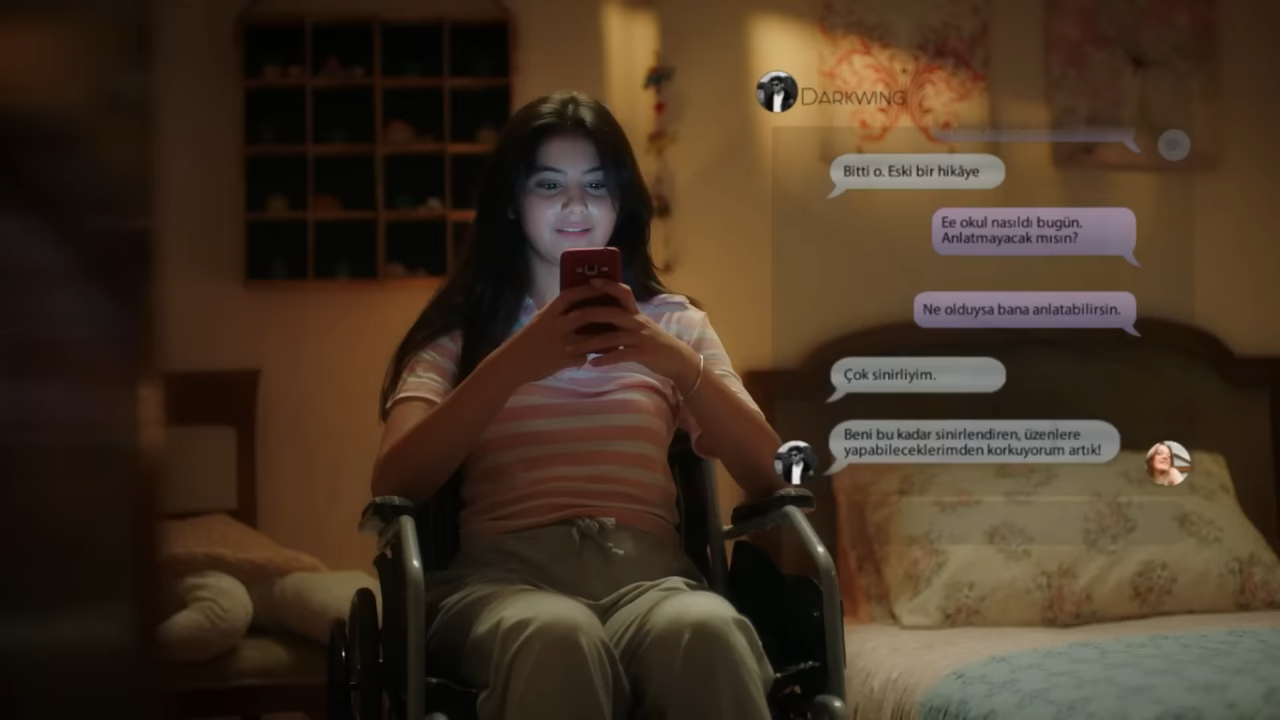 DARKWING
Bitti o. Eski bir hikâye
Ee okul nasıldı bugün.
Anlatmayacak mısın?
Ne olduysa bana anlatabilirsin.
Çok sinirliyim.
Beni bu kadar sinirlendiren, üzenlere
yapabileceklerimden korkuyorum artık!